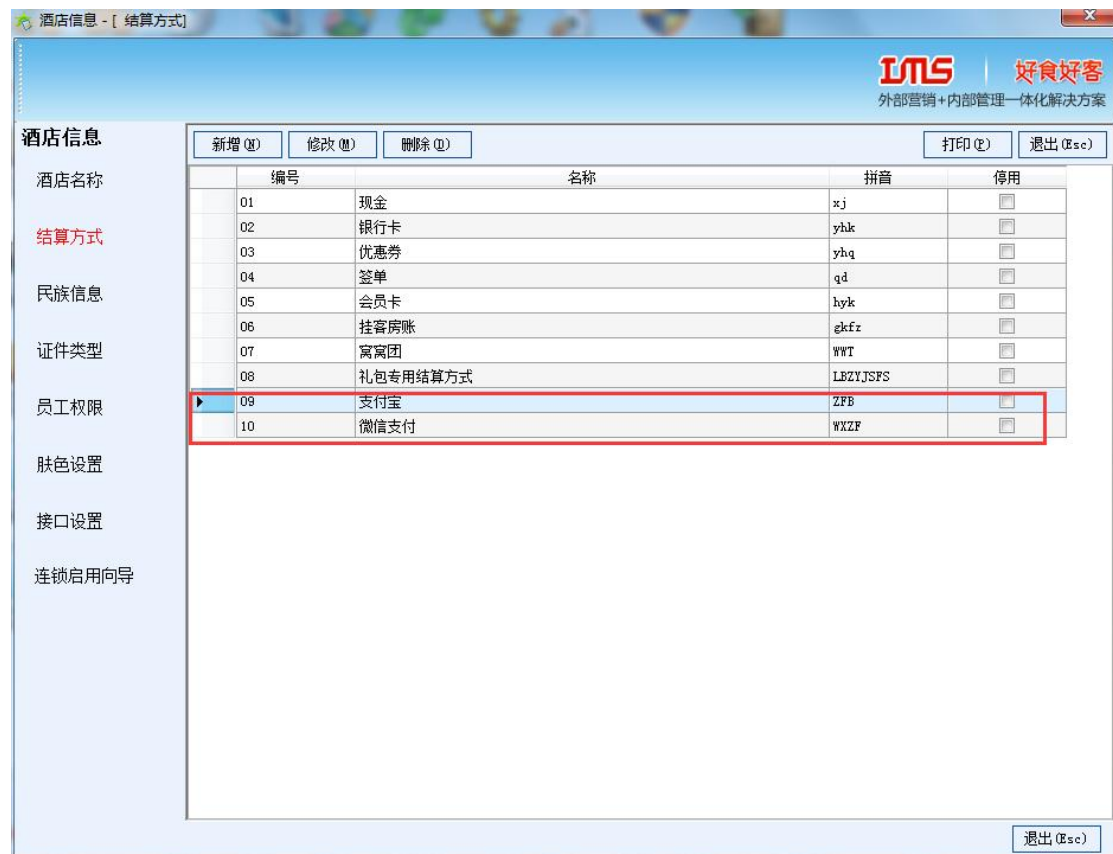 酒店信息 - [ 结算方式]
IMS 好食好客
外部营销+内部管理一体化解决方案
酒店信息
酒店名称
结算方式
民族信息
证件类型
员工权限
肤色设置
接口设置
连锁启用向导
新增(N) 修改(M) 删除(D) 打印(P) 退出(Esc)
编号 名称 拼音 停用
01 现金 xj
02 银行卡 yhk
03 优惠券 yhq
04 签单 qd
05 会员卡 hyk
06 挂客房账 gkfz
07 窝窝团 WWT
08 礼包专用结算方式 LBZYJSFS
09 支付宝 ZFB
10 微信支付 WXZF
退出(Esc)